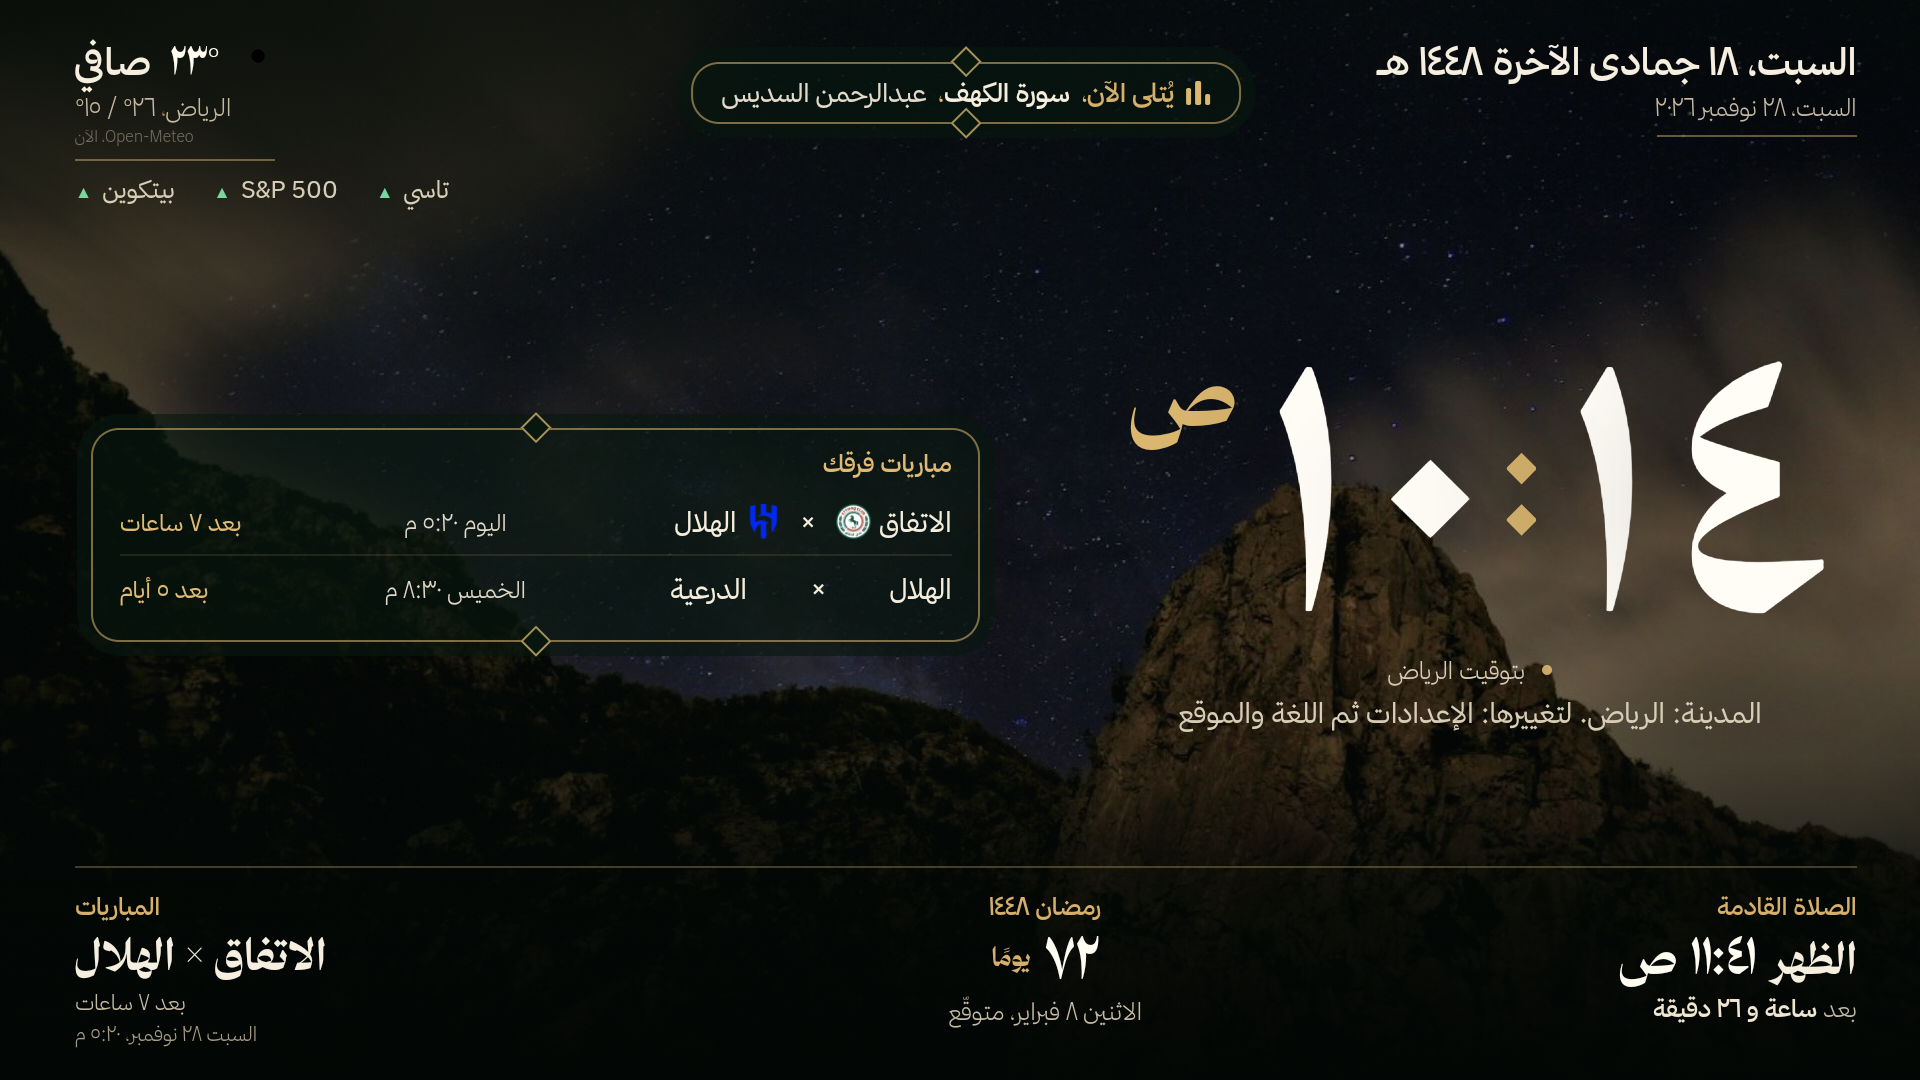 السبت، ١٨ جمادى الآخرة ١٤٤٨ هـ
السبت، ٢٨ نوفمبر ٢٠٢٦
يُتلى الآن، سورة الكهف، عبدالرحمن السديس
٢٣° صافي
الرياض، ٢٦° / ١٥°
Open-Meteo. الآن
تاسي ▲ S&P 500 ▲ بيتكوين ▲
١٠:١٤ ص
بتوقيت الرياض
المدينة: الرياض. لتغييرها: الإعدادات ثم اللغة والموقع
مباريات فرقك
الاتفاق × الهلال اليوم ٥:٢٠ م بعد ٧ ساعات
الهلال × الدرعية الخميس ٨:٣٠ م بعد ٥ أيام
الصلاة القادمة
الظهر ١١:٤١ ص
بعد ساعة و ٢٦ دقيقة
رمضان ١٤٤٨
٧٢ يومًا
الاثنين ٨ فبراير، متوقّع
المباريات
الاتفاق × الهلال
بعد ٧ ساعات
السبت ٢٨ نوفمبر، ٥:٢٠ م